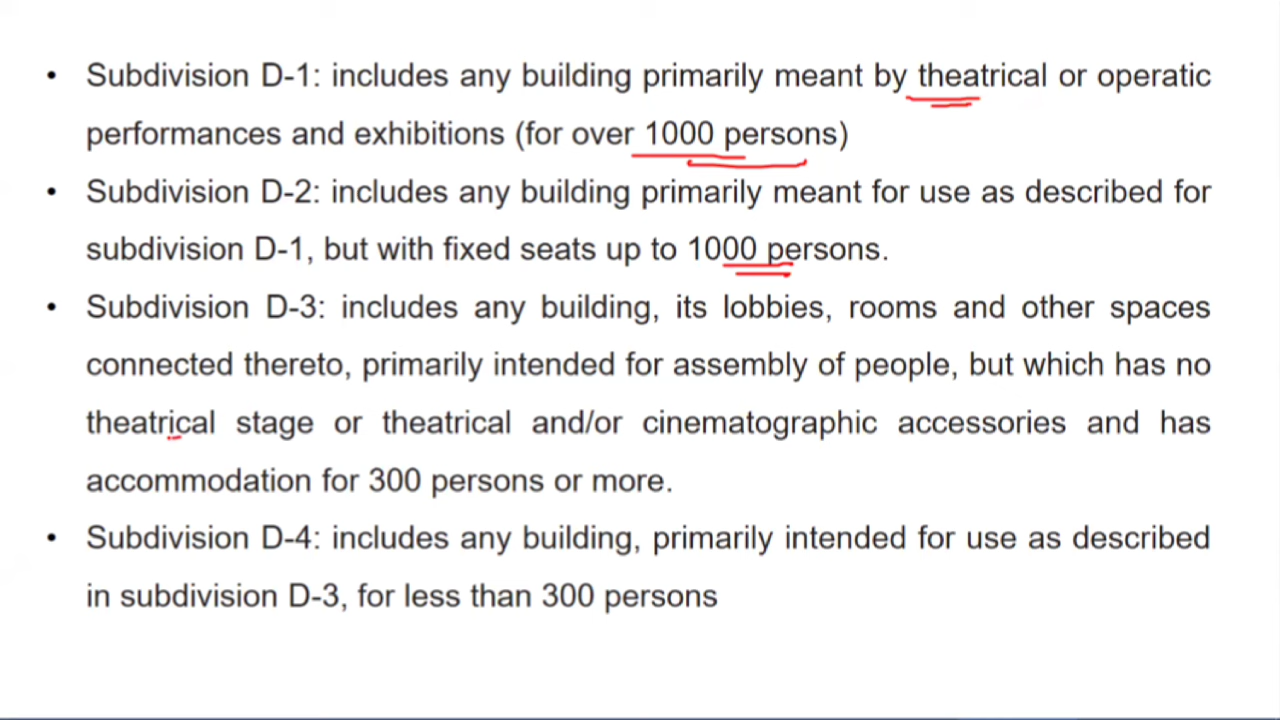 • Subdivision D-1: includes any building primarily meant by theatrical or operatic
performances and exhibitions (for over 1000 persons)
• Subdivision D-2: includes any building primarily meant for use as described for
subdivision D-1, but with fixed seats up to 1000 persons.
• Subdivision D-3: includes any building, its lobbies, rooms and other spaces
connected thereto, primarily intended for assembly of people, but which has no
theatrical stage or theatrical and/or cinematographic accessories and has
accommodation for 300 persons or more.
• Subdivision D-4: includes any building, primarily intended for use as described
in subdivision D-3, for less than 300 persons